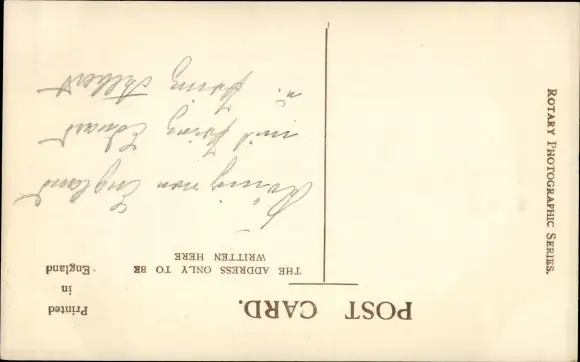 POST CARD.
Printed
in
England
THE ADDRESS ONLY TO BE
WRITTEN HERE
König von England
mit Prinz Eduard
u. Prinz Albert
ROTARY PHOTOGRAPHIC SERIES.